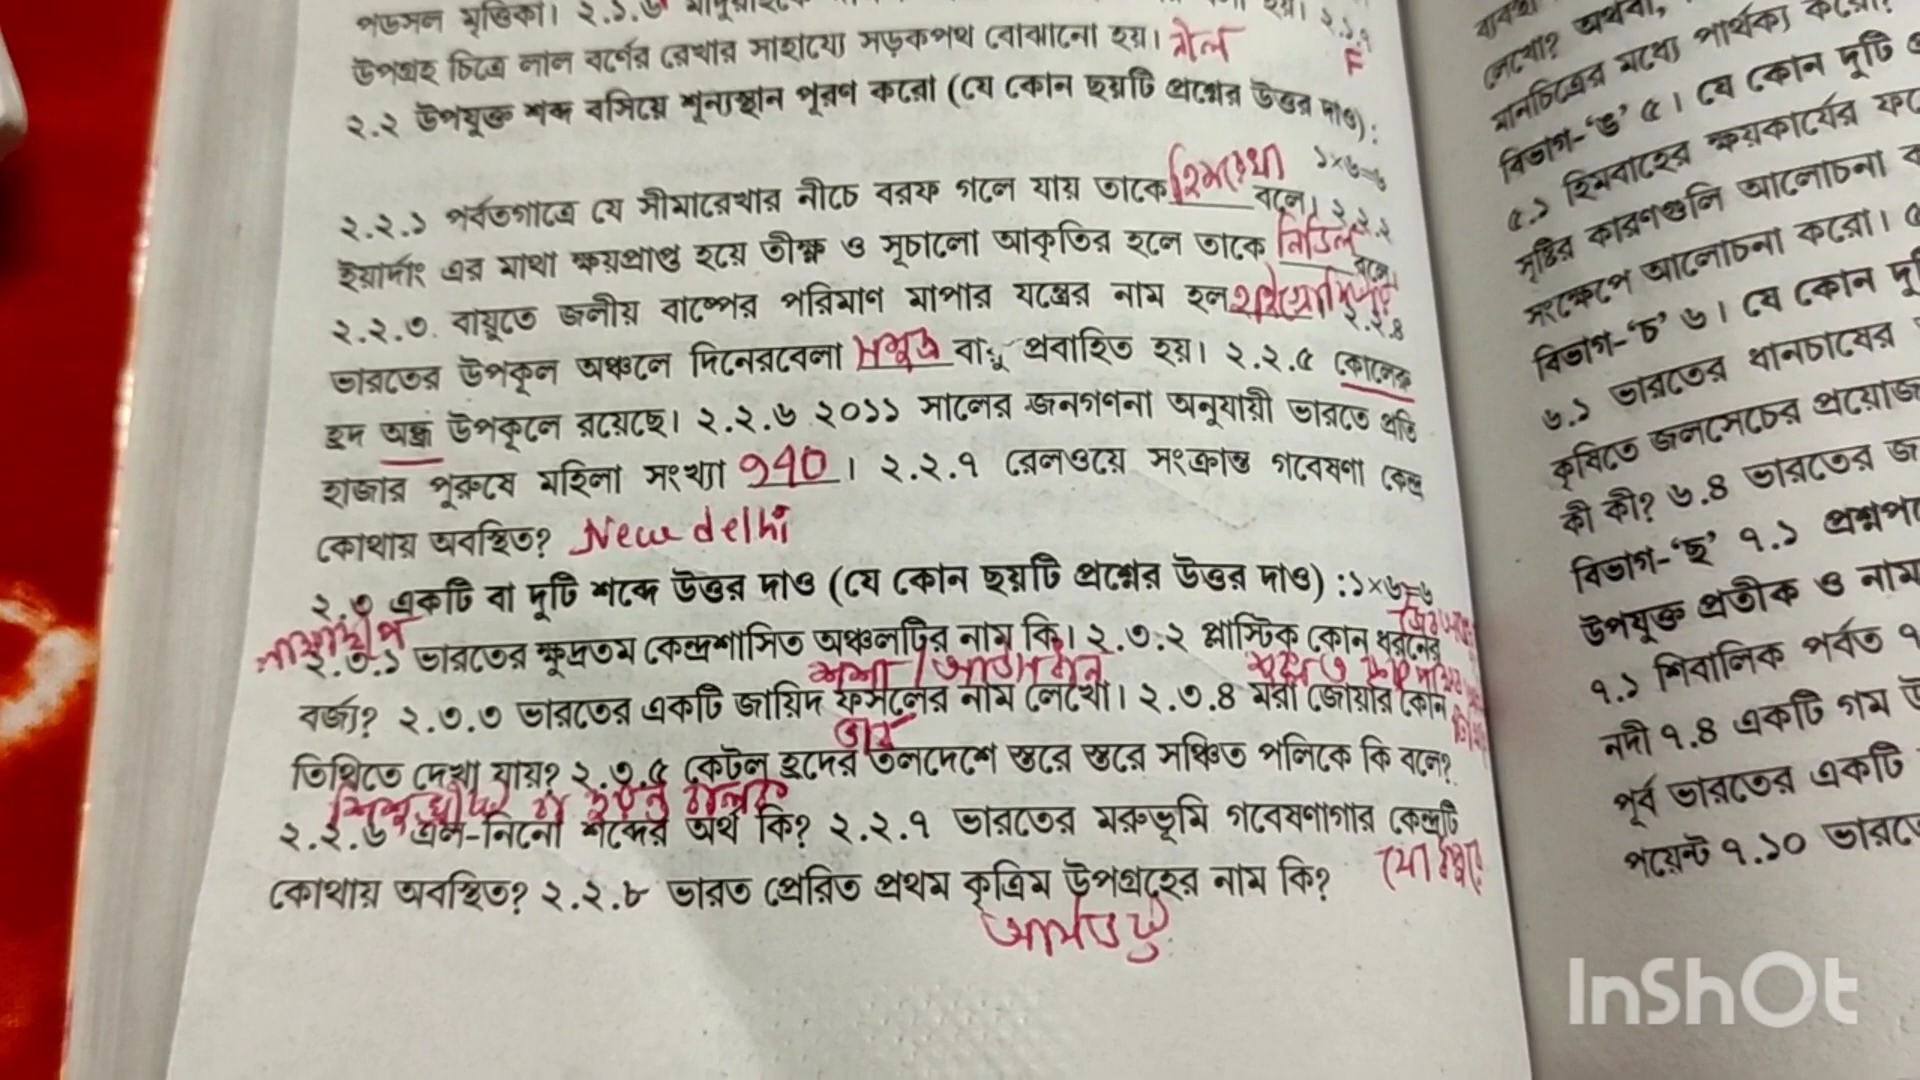 পডসল মৃত্তিকা। ২.১.৬
উপগ্রহ চিত্রে লাল বর্ণের রেখার সাহায্যে সড়কপথ বোঝানো হয়। নীল
২.১.৭
F
২.২ উপযুক্ত শব্দ বসিয়ে শূন্যস্থান পূরণ করো (যে কোন ছয়টি প্রশ্নের উত্তর দাও):
১×৬=৬
২.২.১ পর্বতগাত্রে যে সীমারেখার নীচে বরফ গলে যায় তাকে হিমরেখা বলে। ২.২.২
ইয়ার্দাং এর মাথা ক্ষয়প্রাপ্ত হয়ে তীক্ষ্ণ ও সূচালো আকৃতির হলে তাকে নিডিল বলে।
২.২.৩. বায়ুতে জলীয় বাষ্পের পরিমাণ মাপার যন্ত্রের নাম হল ২.২.৪
ভারতের উপকূল অঞ্চলে দিনেরবেলা সমুদ্র বায়ু প্রবাহিত হয়। ২.২.৫ কোলেরু
হ্রদ অন্ধ্র উপকূলে রয়েছে। ২.২.৬ ২০১১ সালের জনগণনা অনুযায়ী ভারতে প্রতি
হাজার পুরুষে মহিলা সংখ্যা 940। ২.২.৭ রেলওয়ে সংক্রান্ত গবেষণা কেন্দ্র
কোথায় অবস্থিত? New delhi
২.৩ একটি বা দুটি শব্দে উত্তর দাও (যে কোন ছয়টি প্রশ্নের উত্তর দাও) :১×৬=৬
লাক্ষাদ্বীপ
২.৩.১ ভারতের ক্ষুদ্রতম কেন্দ্রশাসিত অঞ্চলটির নাম কি। ২.৩.২ প্লাস্টিক কোন ধরনের
শশা
বর্জ্য? ২.৩.৩ ভারতের একটি জায়িদ ফসলের নাম লেখো। ২.৩.৪ মরা জোয়ার কোন
ভার্ব
তিথিতে দেখা যায়? ২.৩.৫ কেটল হ্রদের তলদেশে স্তরে স্তরে সঞ্চিত পলিকে কি বলে?
২.২.৬ এল-নিনো শব্দের অর্থ কি? ২.২.৭ ভারতের মরুভূমি গবেষণাগার কেন্দ্রটি
কোথায় অবস্থিত? ২.২.৮ ভারত প্রেরিত প্রথম কৃত্রিম উপগ্রহের নাম কি? যোধপুর
আর্যভট্ট
লেখো? অথবা,
মানচিত্রের মধ্যে পার্থক্য করো?
বিভাগ-‘ঙ’ ৫। যে কোন দুটি
৫.১ হিমবাহের ক্ষয়কার্যের
সৃষ্টির কারণগুলি আলোচনা
সংক্ষেপে আলোচনা করো।
বিভাগ-‘চ’ ৬। যে কোন
৬.১ ভারতের ধানচাষের
কৃষিতে জলসেচের
কী কী? ৬.৪ ভারতের
বিভাগ-‘ছ’ ৭.১
উপযুক্ত প্রতীক ও নাম
৭.১ শিবালিক পর্বত
নদী ৭.৪ একটি গম
পূর্ব ভারতের একটি
পয়েন্ট ৭.১০
InShOt